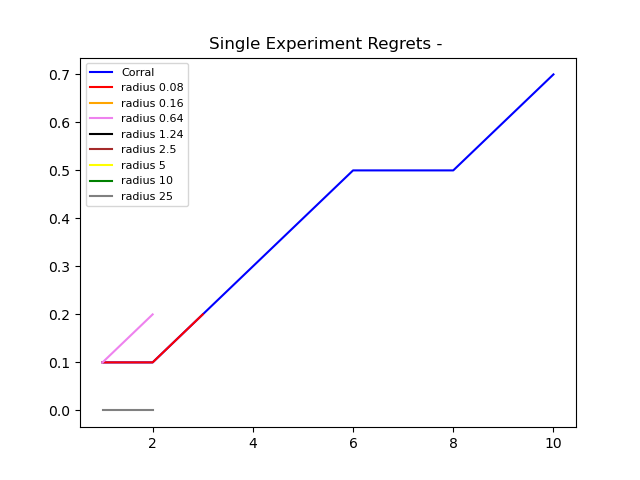 Single Experiment Regrets -
Corral
radius 0.08
radius 0.16
radius 0.64
radius 1.24
radius 2.5
radius 5
radius 10
radius 25
0.7
0.6
0.5
0.4
0.3
0.2
0.1
0.0
2 4 6 8 10